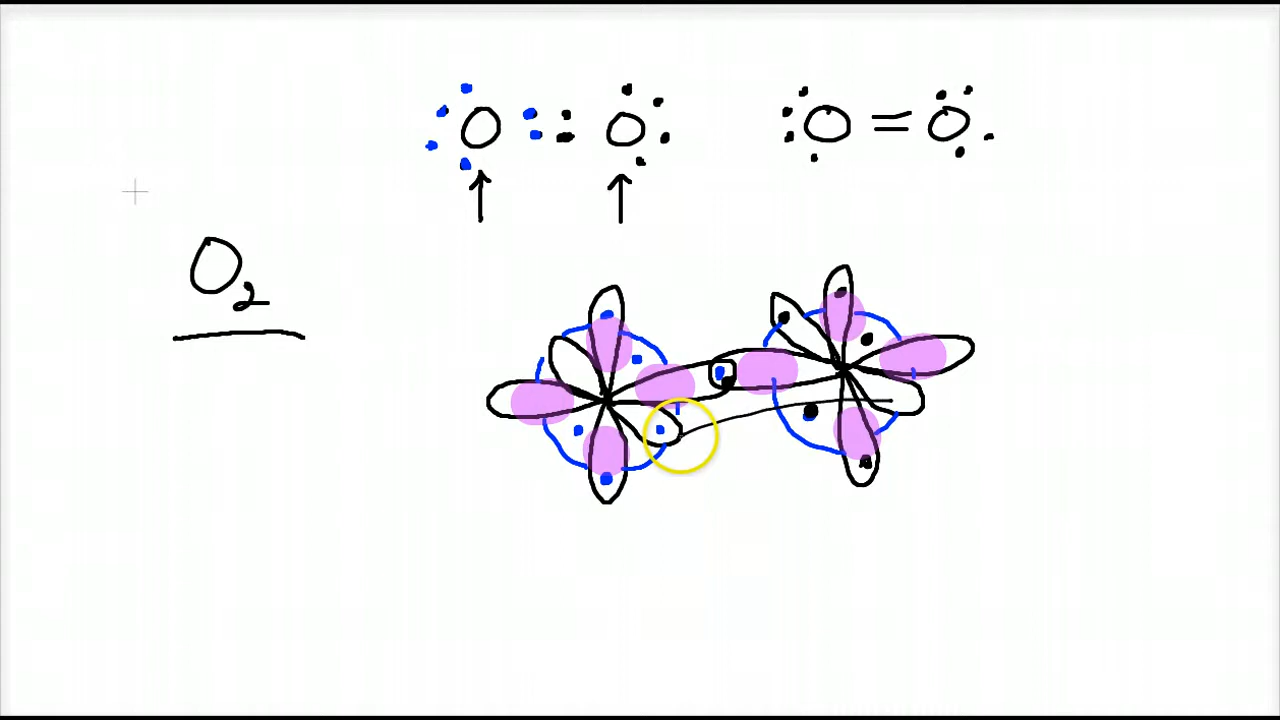 O :: O
O = O
O₂